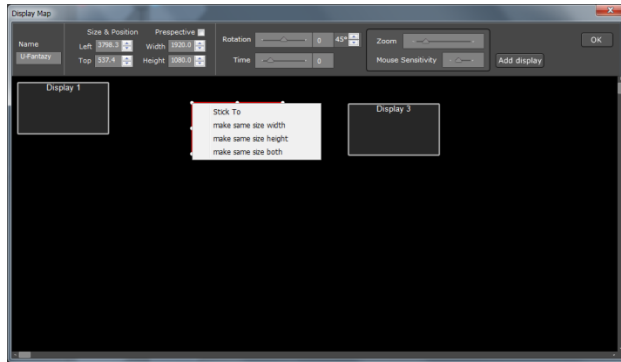 Display Map
Size & Position
Prespective
Name
U-Fantazy
Left 3798.3
Width 1920.0
Top 537.4
Height 1080.0
Rotation 0 45°
Time 0
Zoom
Mouse Sensitivity
Add display
OK
Display 1
Stick To
make same size width
make same size height
make same size both
Display 3